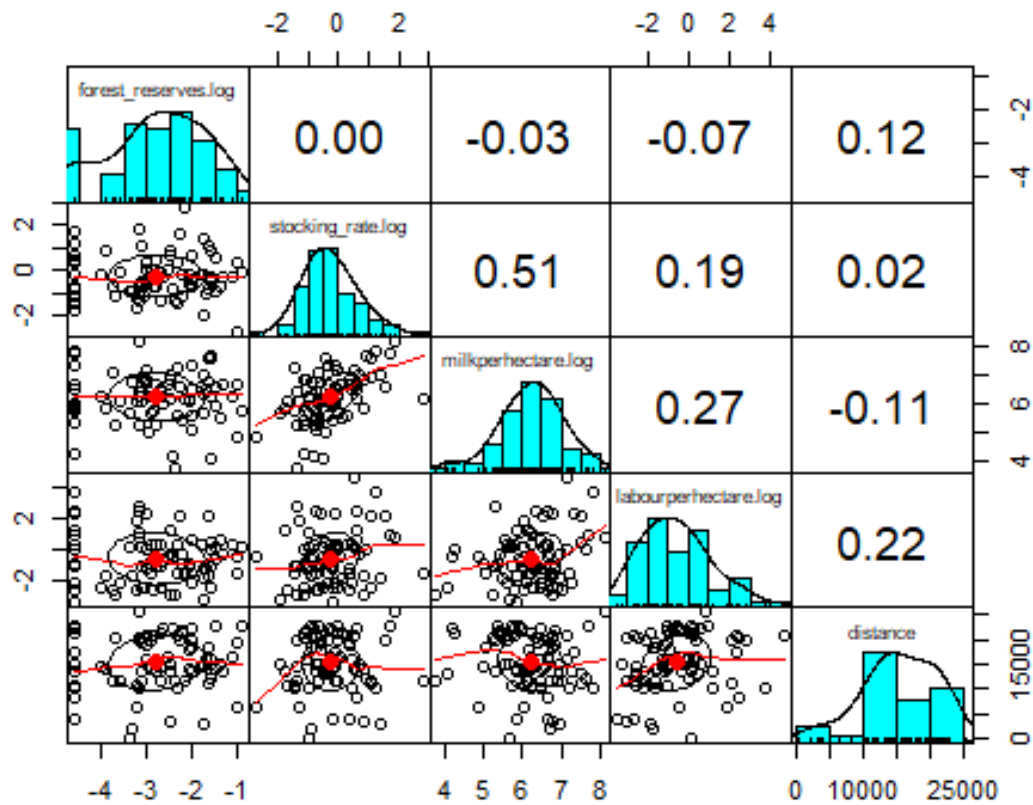 -2 0 2 -2 0 2 4
forest_reserves.log 0.00 -0.03 -0.07 0.12 -4 -2
2 0 -2 stocking_rate.log 0.51 0.19 0.02
milkperhectare.log 0.27 -0.11 4 6 8
2 -2 labourperhectare.log 0.22
distance 0 15000
-4 -3 -2 -1 4 5 6 7 8 0 10000 25000